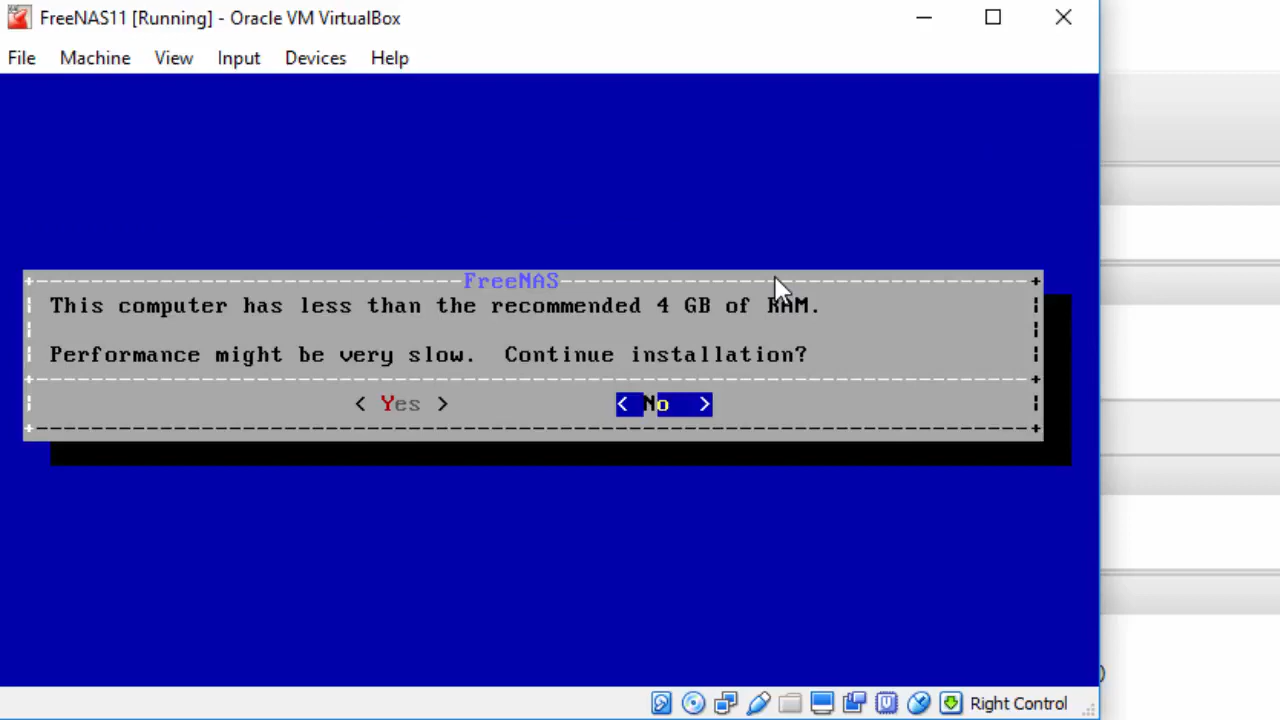 FreeNAS11 [Running] - Oracle VM VirtualBox
File Machine View Input Devices Help
FreeNAS
This computer has less than the recommended 4 GB of RAM.
Performance might be very slow. Continue installation?
< Yes > < No >
Right Control
)